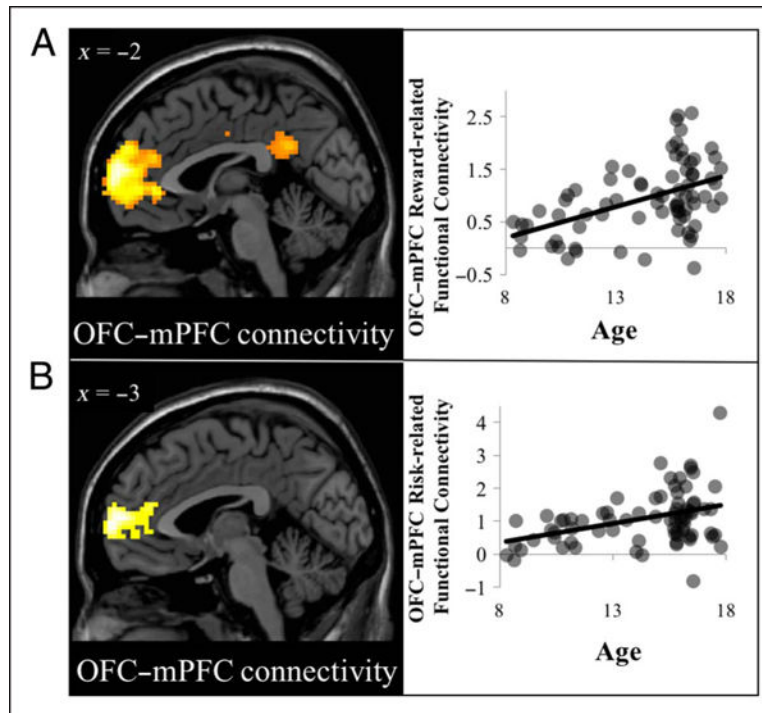 A
x = −2
OFC−mPFC connectivity
OFC−mPFC Reward-related
Functional Connectivity
2.5
1.5
0.5
−0.5
8
13
18
Age
B
x = −3
OFC−mPFC connectivity
OFC−mPFC Risk-related
Functional Connectivity
4
3
2
1
0
−1
8
13
18
Age